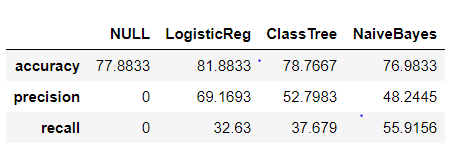 NULL LogisticReg ClassTree NaiveBayes
accuracy 77.8833 81.8833 78.7667 76.9833
precision 0 69.1693 52.7983 48.2445
recall 0 32.63 37.679 55.9156